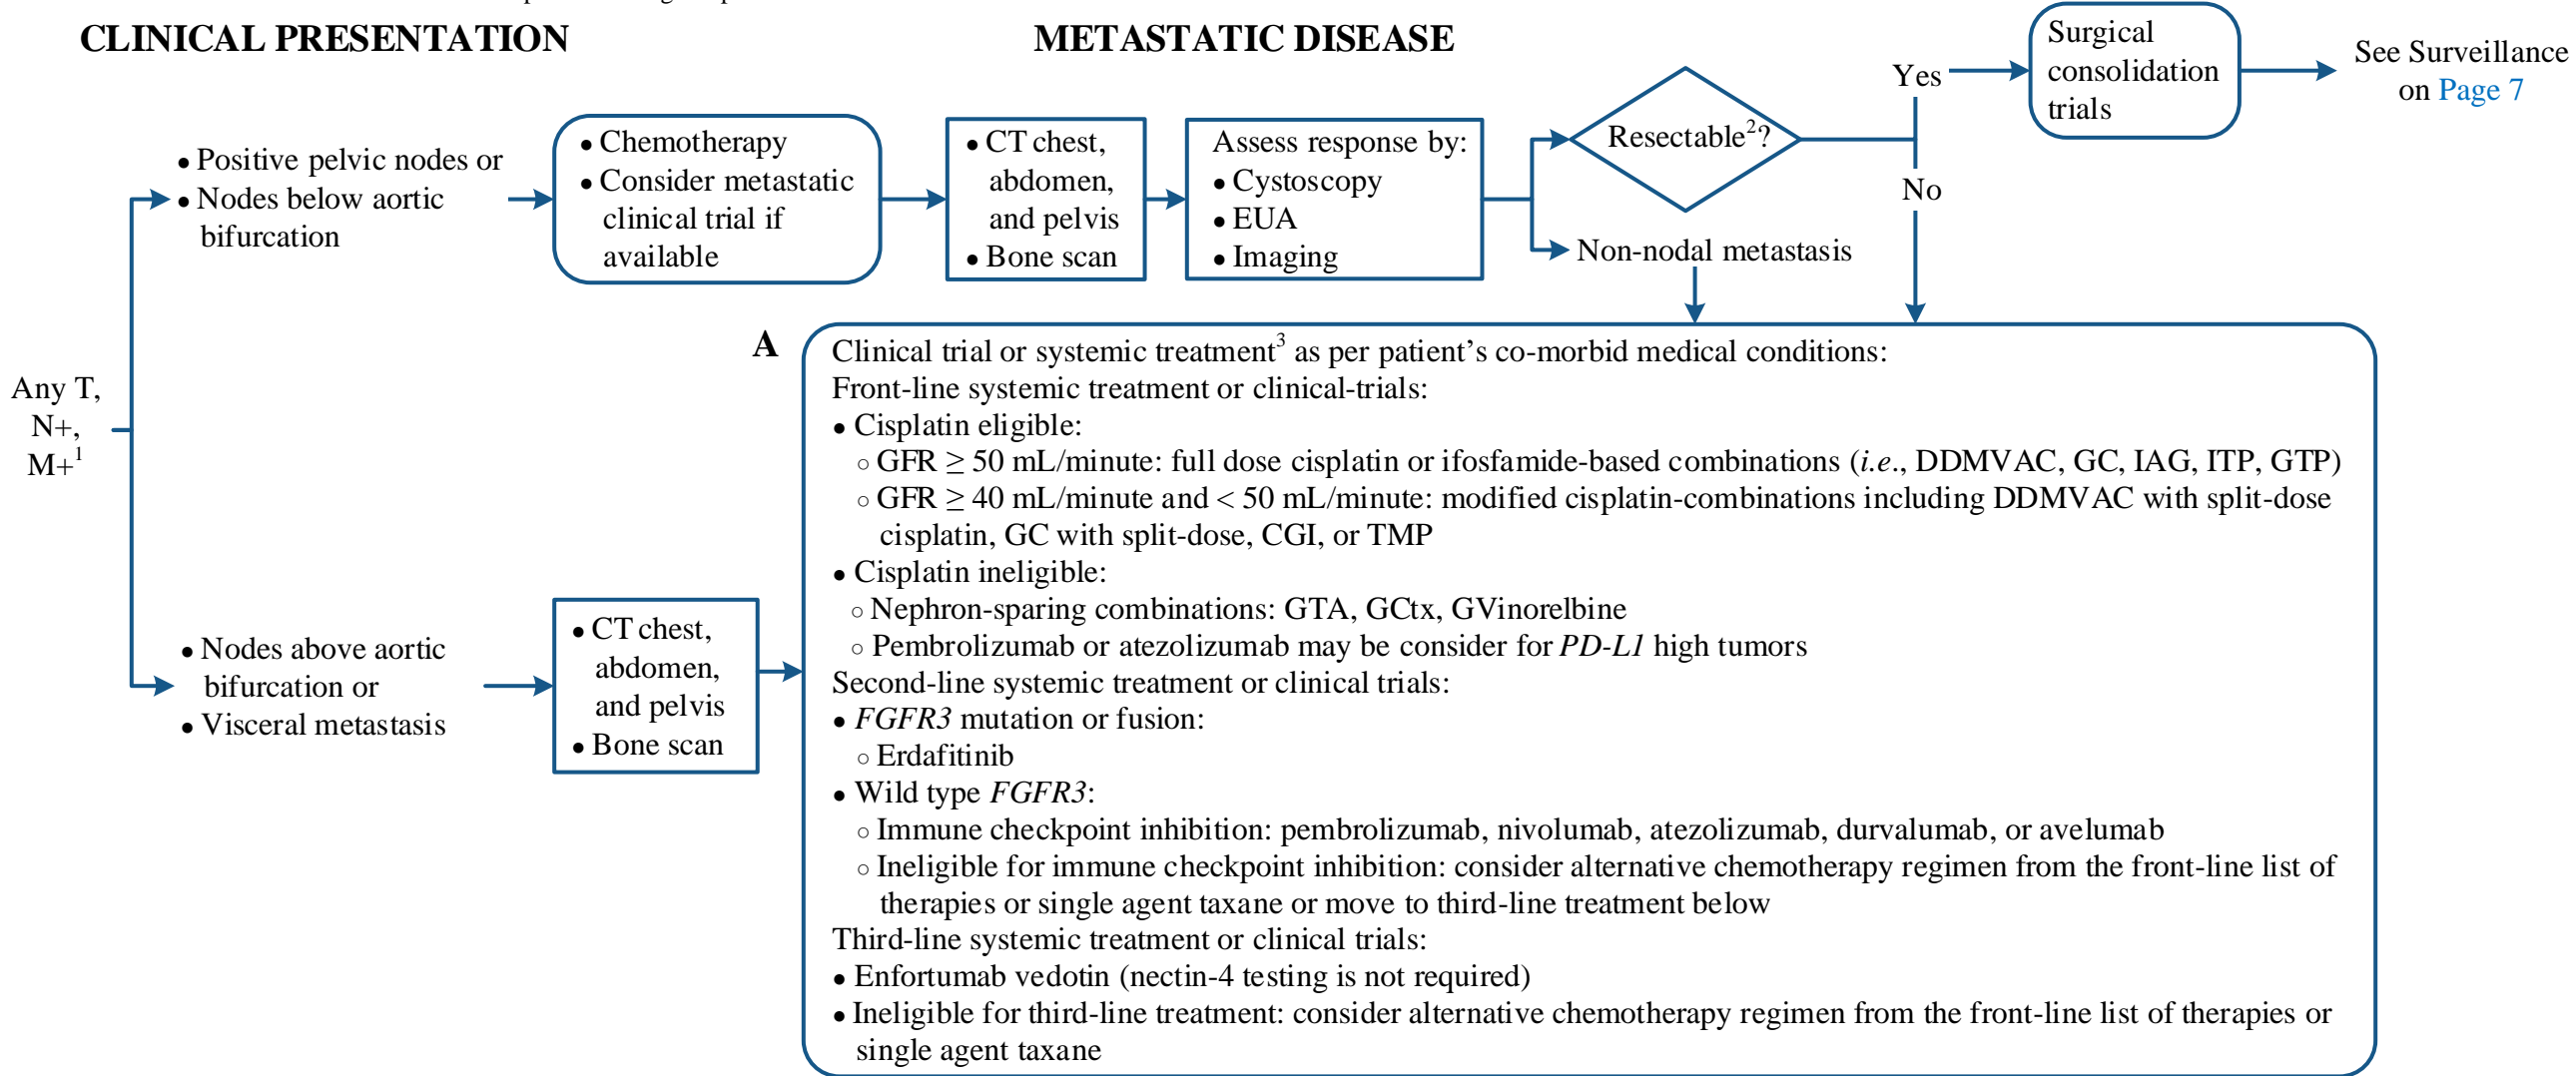 CLINICAL PRESENTATION
METASTATIC DISEASE
Any T,
N+,
M+¹
● Positive pelvic nodes or
● Nodes below aortic
bifurcation
● Chemotherapy
● Consider metastatic
clinical trial if
available
● CT chest,
abdomen,
and pelvis
● Bone scan
Assess response by:
● Cystoscopy
● EUA
● Imaging
Resectable²?
Yes
Surgical
consolidation
trials
See Surveillance
on Page 7
No
Non-nodal metastasis
● Nodes above aortic
bifurcation or
● Visceral metastasis
● CT chest,
abdomen,
and pelvis
● Bone scan
A
Clinical trial or systemic treatment³ as per patient’s co-morbid medical conditions:
Front-line systemic treatment or clinical-trials:
● Cisplatin eligible:
○ GFR ≥ 50 mL/minute: full dose cisplatin or ifosfamide-based combinations (i.e., DDMVAC, GC, IAG, ITP, GTP)
○ GFR ≥ 40 mL/minute and < 50 mL/minute: modified cisplatin-combinations including DDMVAC with split-dose
cisplatin, GC with split-dose, CGI, or TMP
● Cisplatin ineligible:
○ Nephron-sparing combinations: GTA, GCtx, GVinorelbine
○ Pembrolizumab or atezolizumab may be consider for PD-L1 high tumors
Second-line systemic treatment or clinical trials:
● FGFR3 mutation or fusion:
○ Erdafitinib
● Wild type FGFR3:
○ Immune checkpoint inhibition: pembrolizumab, nivolumab, atezolizumab, durvalumab, or avelumab
○ Ineligible for immune checkpoint inhibition: consider alternative chemotherapy regimen from the front-line list of
therapies or single agent taxane or move to third-line treatment below
Third-line systemic treatment or clinical trials:
● Enfortumab vedotin (nectin-4 testing is not required)
● Ineligible for third-line treatment: consider alternative chemotherapy regimen from the front-line list of therapies or
single agent taxane